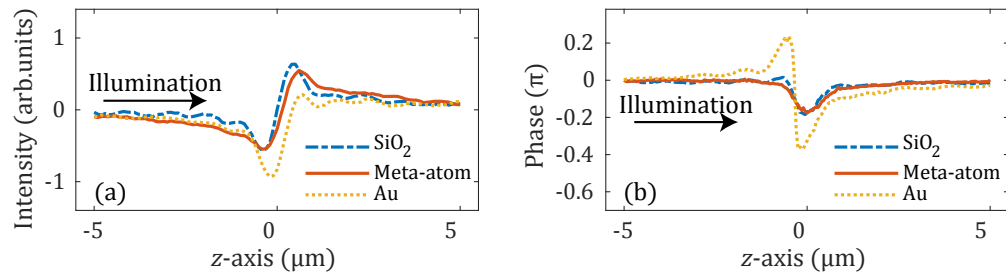 Intensity (arb.units)
1
0
-1
Illumination
SiO₂
Meta-atom
Au
(a)
-5
0
5
z-axis (μm)
Phase (π)
0.2
0
-0.2
-0.4
-0.6
Illumination
SiO₂
Meta-atom
Au
(b)
-5
0
5
z-axis (μm)